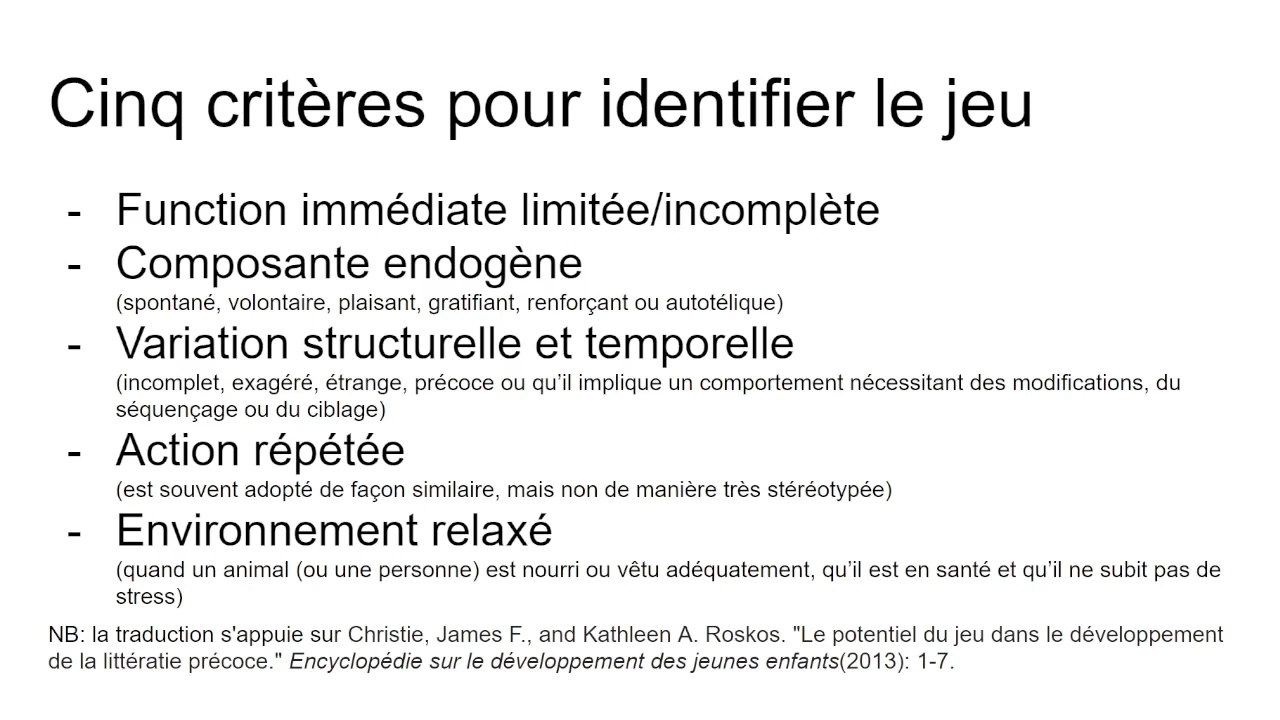 Cinq critères pour identifier le jeu
- Function immédiate limitée/incomplète
- Composante endogène
(spontané, volontaire, plaisant, gratifiant, renforçant ou autotélique)
- Variation structurelle et temporelle
(incomplet, exagéré, étrange, précoce ou qu’il implique un comportement nécessitant des modifications, du
séquençage ou du ciblage)
- Action répétée
(est souvent adopté de façon similaire, mais non de manière très stéréotypée)
- Environnement relaxé
(quand un animal (ou une personne) est nourri ou vêtu adéquatement, qu’il est en santé et qu’il ne subit pas de
stress)
NB: la traduction s'appuie sur Christie, James F., and Kathleen A. Roskos. "Le potentiel du jeu dans le développement
de la littératie précoce." Encyclopédie sur le développement des jeunes enfants(2013): 1-7.